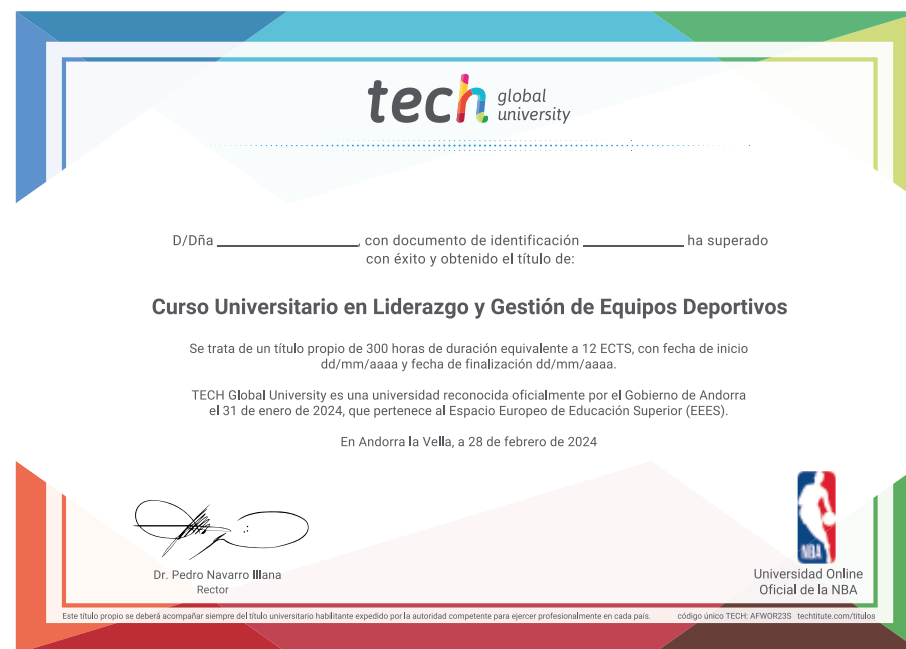 tech global university
D/Dña ____________________, con documento de identificación ______________ ha superado
con éxito y obtenido el título de:
Curso Universitario en Liderazgo y Gestión de Equipos Deportivos
Se trata de un título propio de 300 horas de duración equivalente a 12 ECTS, con fecha de inicio
dd/mm/aaaa y fecha de finalización dd/mm/aaaa.
TECH Global University es una universidad reconocida oficialmente por el Gobierno de Andorra
el 31 de enero de 2024, que pertenece al Espacio Europeo de Educación Superior (EEES).
En Andorra la Vella, a 28 de febrero de 2024
Dr. Pedro Navarro Illana
Rector
NBA
Universidad Online
Oficial de la NBA
Este título propio se deberá acompañar siempre del título universitario habilitante expedido por la autoridad competente para ejercer profesionalmente en cada país. código único TECH: AFWOR23S techtitute.com/titulos